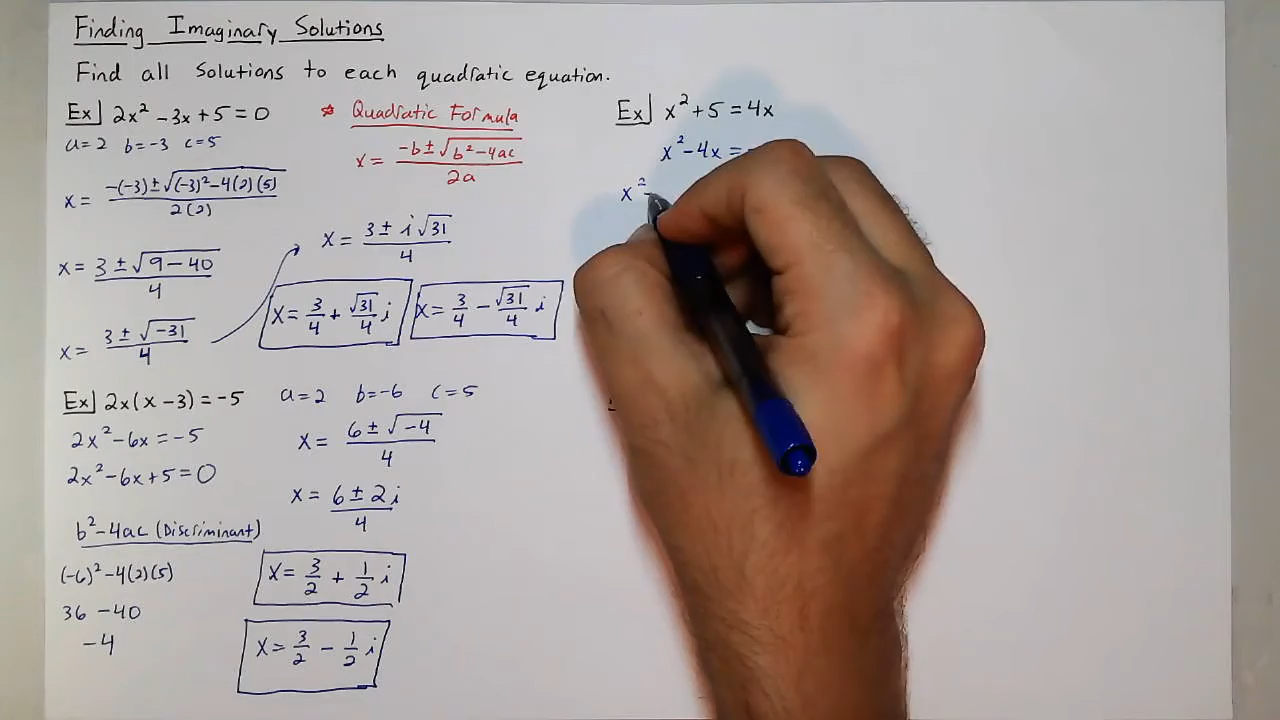 Finding Imaginary Solutions
Find all Solutions to each quadratic equation.
Ex] 2x² - 3x + 5 = 0
a=2 b=-3 c=5
x = (-(-3) ± √((-3)² - 4(2)(5))) / 2(2)
x = (3 ± √(9 - 40)) / 4
x = (3 ± √(-31)) / 4
* Quadratic Formula
x = (-b ± √(b² - 4ac)) / 2a
x = (3 ± i√31) / 4
x = 3/4 + √31/4 i
x = 3/4 - √31/4 i
Ex] 2x(x - 3) = -5
2x² - 6x = -5
2x² - 6x + 5 = 0
b² - 4ac (Discriminant)
(-6)² - 4(2)(5)
36 - 40
-4
a=2 b=-6 c=5
x = (6 ± √(-4)) / 4
x = (6 ± 2i) / 4
x = 3/2 + 1/2 i
x = 3/2 - 1/2 i
Ex] x² + 5 = 4x
x² - 4x =
x² -